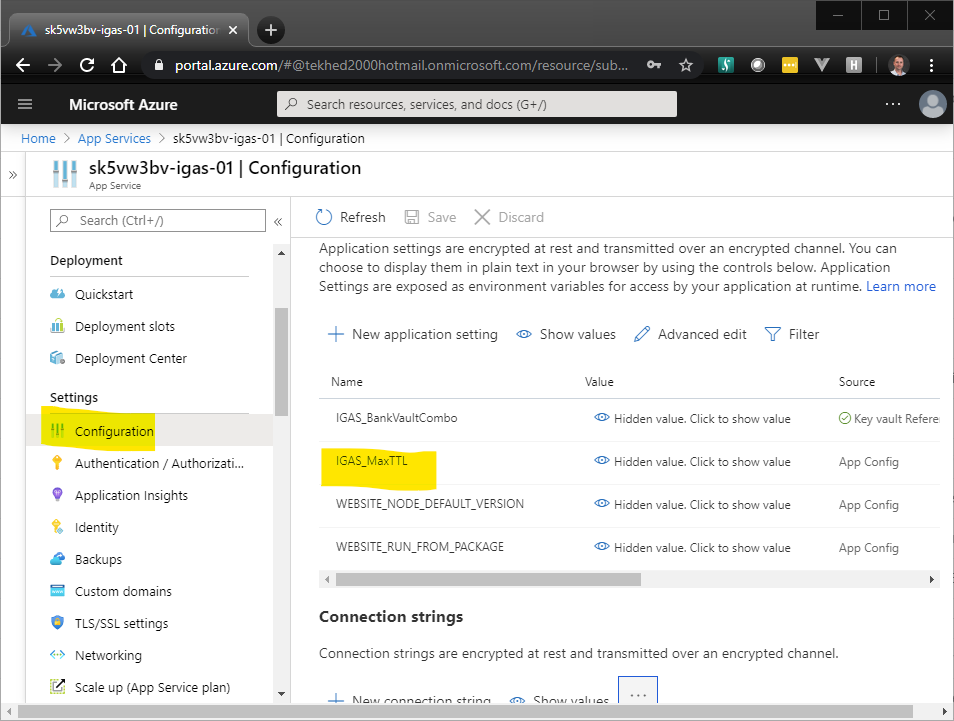 sk5vw3bv-igas-01 | Configuration
portal.azure.com/#@tekhed2000hotmail.onmicrosoft.com/resource/sub...
Microsoft Azure
Search resources, services, and docs (G+/)
Home > App Services > sk5vw3bv-igas-01 | Configuration
sk5vw3bv-igas-01 | Configuration
App Service
Search (Ctrl+/)
Deployment
Quickstart
Deployment slots
Deployment Center
Settings
Configuration
Authentication / Authorizati...
Application Insights
Identity
Backups
Custom domains
TLS/SSL settings
Networking
Scale up (App Service plan)
Refresh Save Discard
Application settings are encrypted at rest and transmitted over an encrypted channel. You can
choose to display them in plain text in your browser by using the controls below. Application
Settings are exposed as environment variables for access by your application at runtime. Learn more
New application setting Show values Advanced edit Filter
Name Value Source
IGAS_BankVaultCombo Hidden value. Click to show value Key vault Refere
IGAS_MaxTTL Hidden value. Click to show value App Config
WEBSITE_NODE_DEFAULT_VERSION Hidden value. Click to show value App Config
WEBSITE_RUN_FROM_PACKAGE Hidden value. Click to show value App Config
Connection strings
Connection strings are encrypted at rest and transmitted over an encrypted channel.
New connection string Show values ...